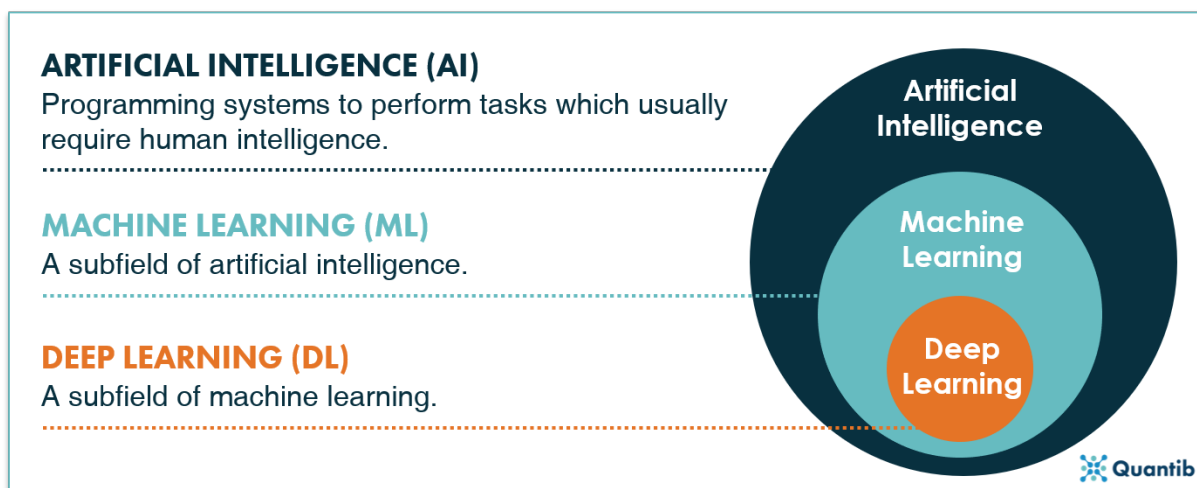 ARTIFICIAL INTELLIGENCE (AI)
Programming systems to perform tasks which usually
require human intelligence.
MACHINE LEARNING (ML)
A subfield of artificial intelligence.
DEEP LEARNING (DL)
A subfield of machine learning.
Artificial
Intelligence
Machine
Learning
Deep
Learning
Quantib